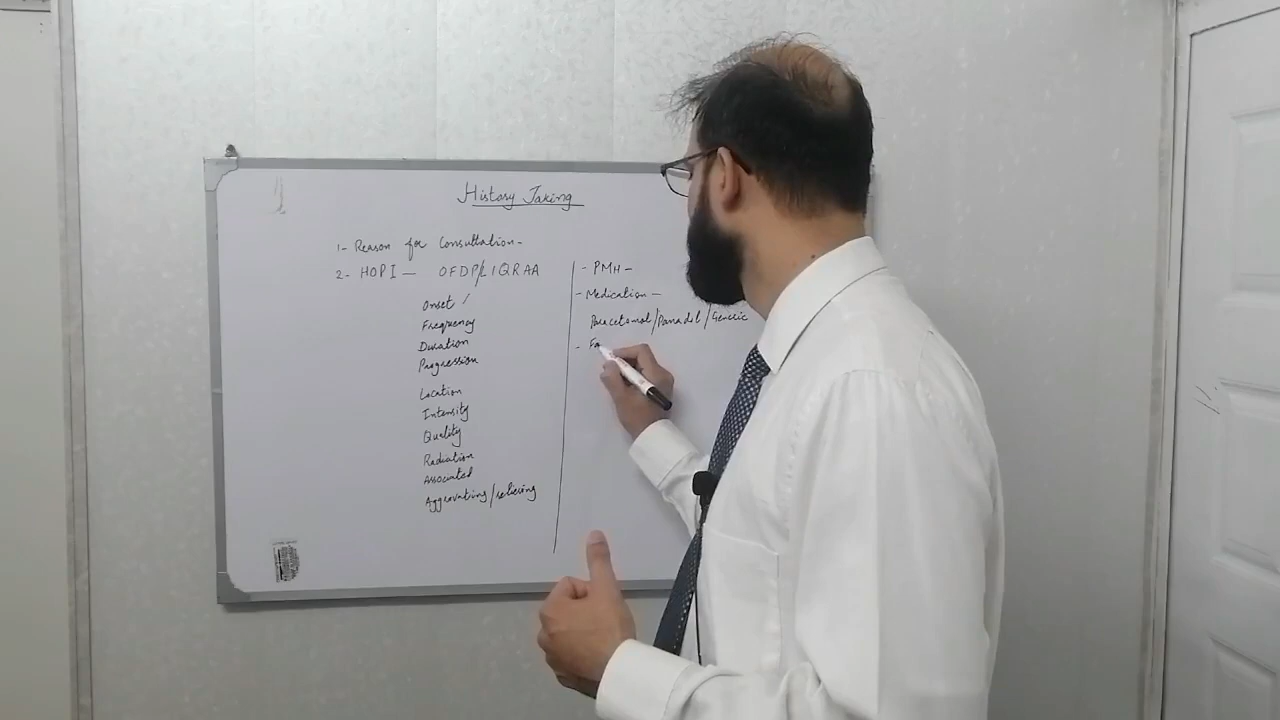 History Taking
1- Reason for Consultation-
2- HOPI — OFDP/LIQRAA
Onset /
Frequency
Duration
Progression
Location
Intensity
Quality
Radiation
Associated
Aggravating/relieving
- PMH -
- Medication -
Paracetamol/Panadol/Generic
- Fa